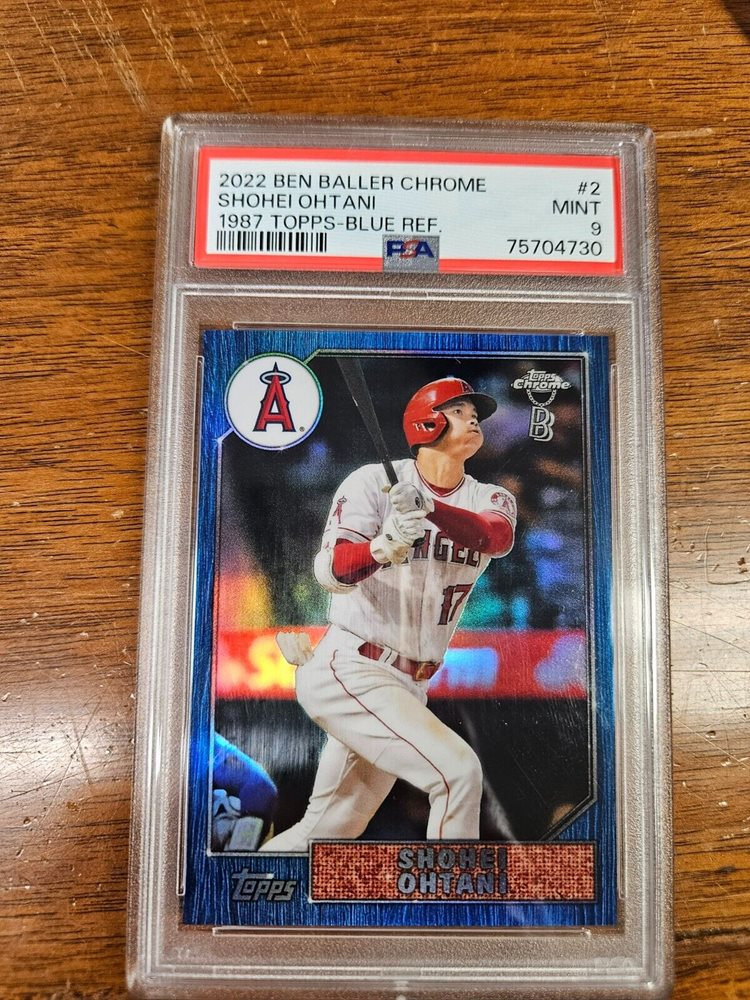 2022 BEN BALLER CHROME #2
SHOHEI OHTANI MINT
1987 TOPPS-BLUE REF. 9
PSA 75704730
A
Topps
Chrome
B
ANGEL
17
SHOHEI
OHTANI
Topps